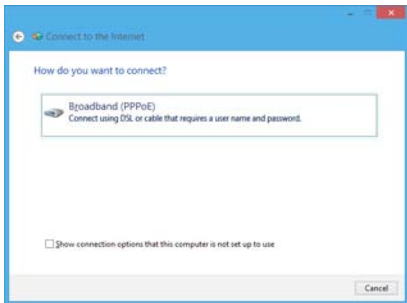 Connect to the Internet
How do you want to connect?
Broadband (PPPoE)
Connect using DSL or cable that requires a user name and password.
Show connection options that this computer is not set up to use
Cancel